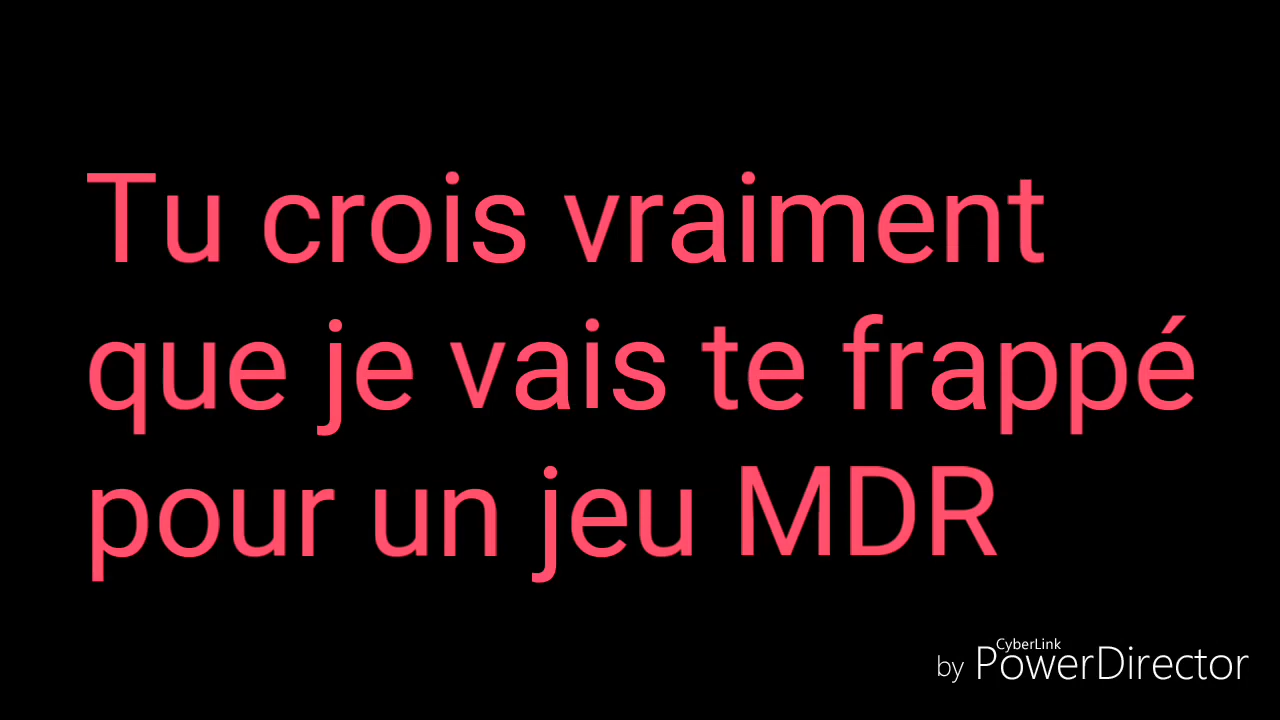 Tu crois vraiment
que je vais te frappé
pour un jeu MDR
CyberLink
by PowerDirector